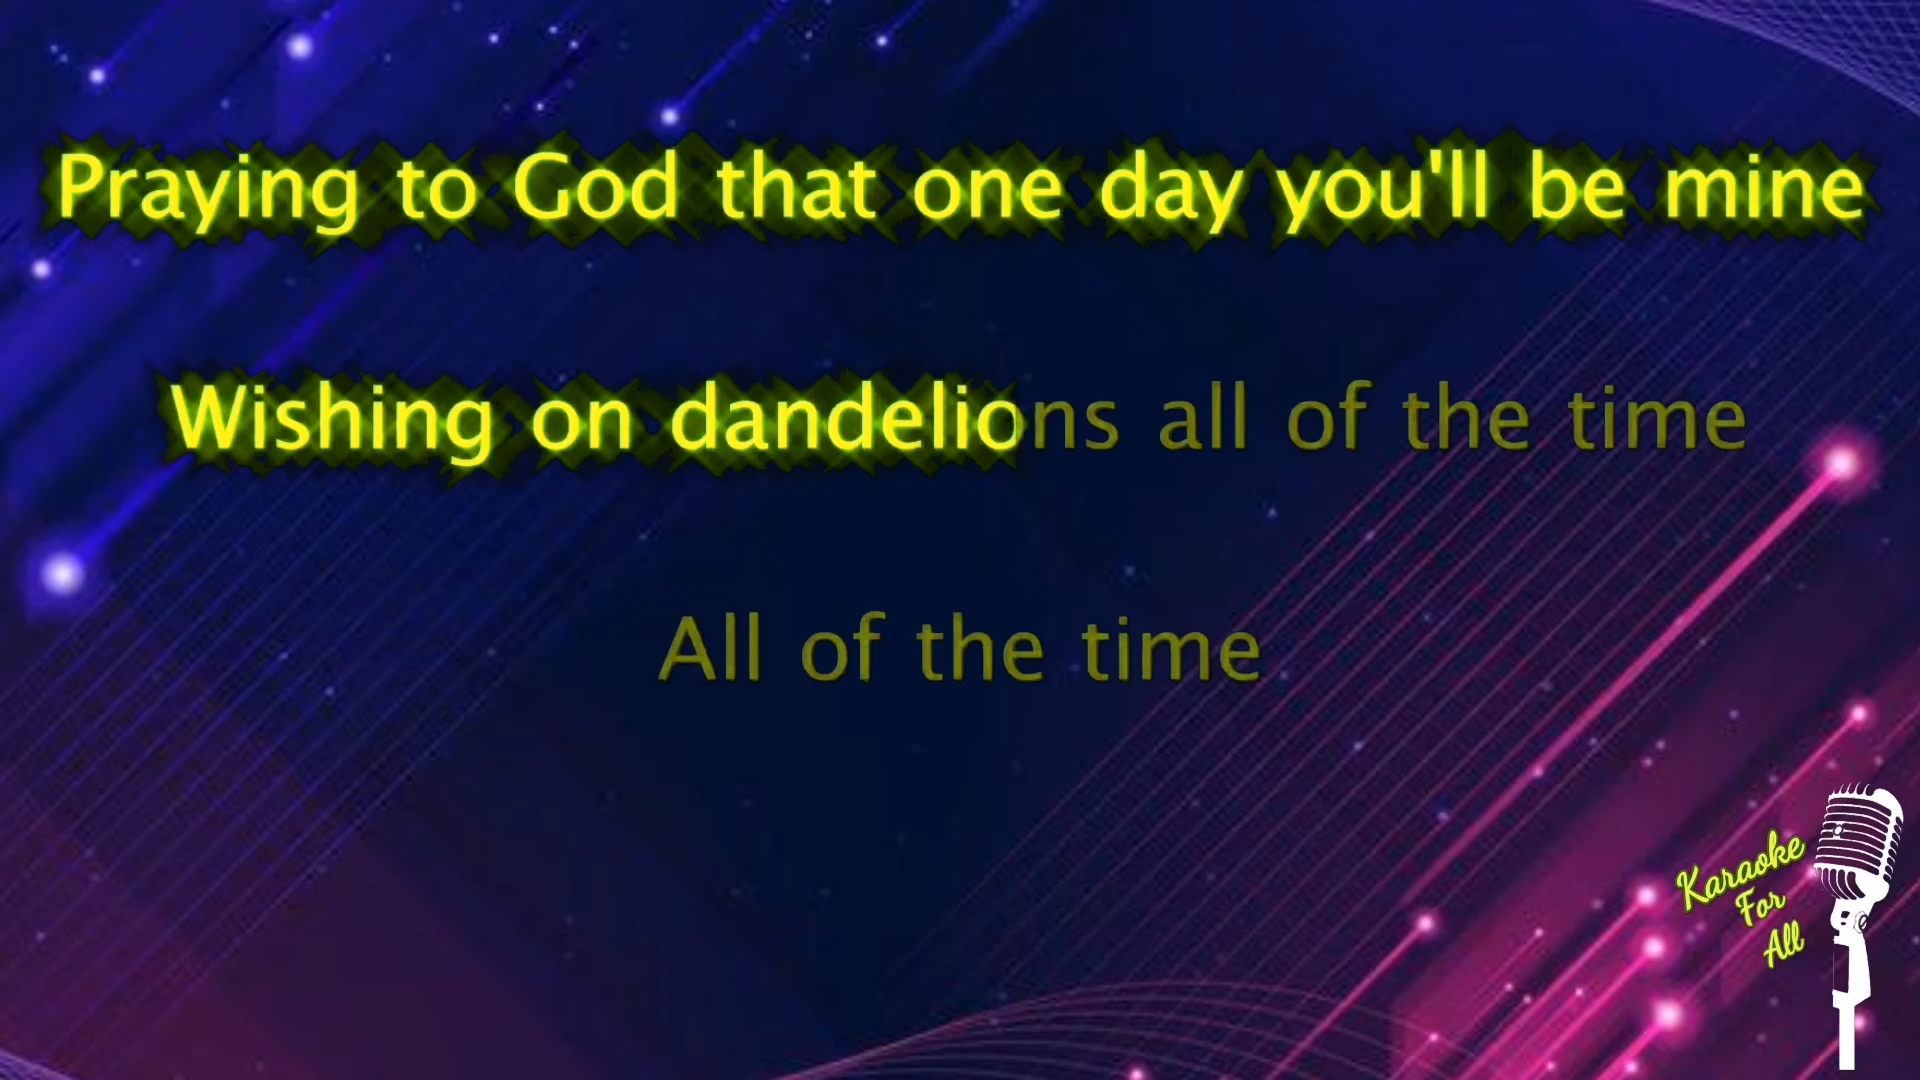 Praying to God that one day you'll be mine
Wishing on dandelions all of the time
All of the time
Karaoke
For
All